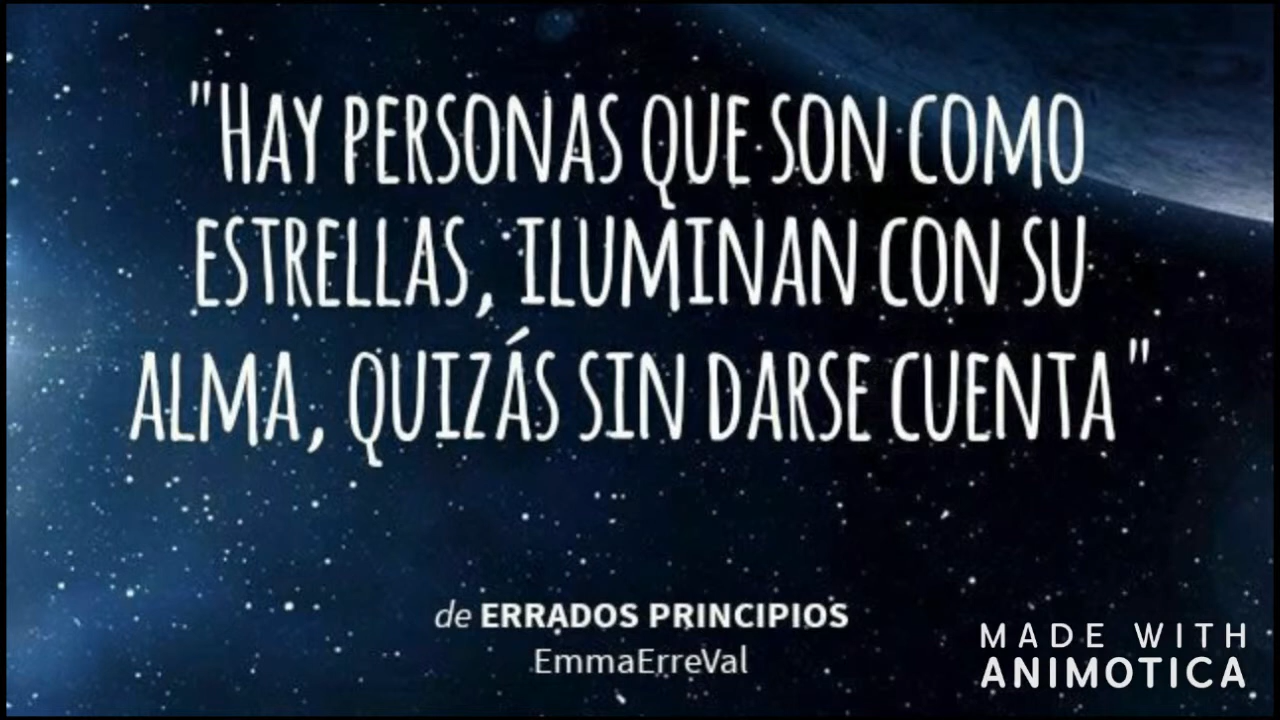 "HAY PERSONAS QUE SON COMO
ESTRELLAS, ILUMINAN CON SU
ALMA, QUIZÁS SIN DARSE CUENTA"
de ERRADOS PRINCIPIOS
EmmaErreVal
MADE WITH
ANIMOTICA